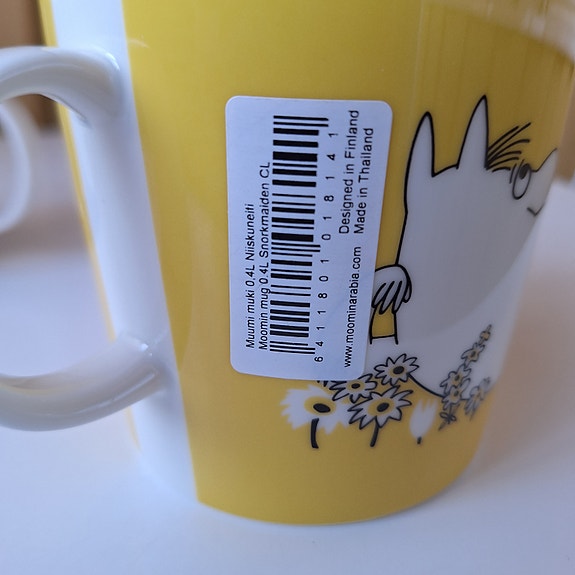 Muumi muki 0.4L Niiskuneiti
Moomin mug 0.4L Snorkmaiden CL
6 411801 018141
Designed in Finland
www.moominarabia.com Made in Thailand